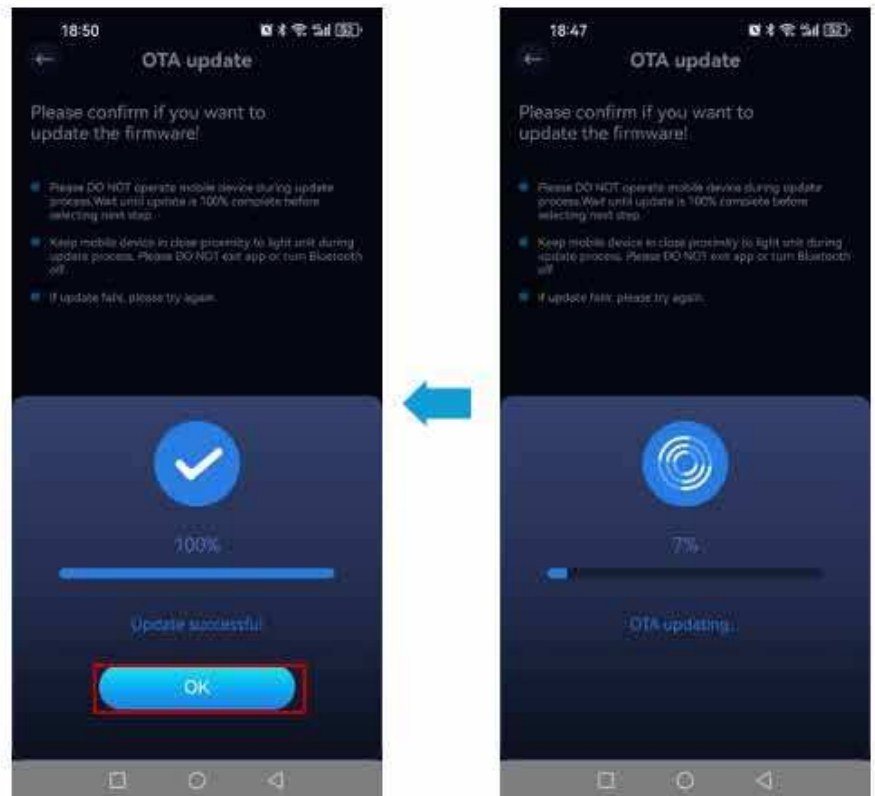 18:50
OTA update
Please confirm if you want to
update the firmware!
Please DO NOT operate mobile device during update
process.Wait until update is 100% complete before
selecting next step.
Keep mobile device in close proximity to light unit during
update process. Please DO NOT exit app or turn Bluetooth
off.
If update fails, please try again.
100%
Update successful
OK
18:47
OTA update
Please confirm if you want to
update the firmware!
Please DO NOT operate mobile device during update
process.Wait until update is 100% complete before
selecting next step.
Keep mobile device in close proximity to light unit during
update process. Please DO NOT exit app or turn Bluetooth
off.
If update fails, please try again.
7%
OTA updating...